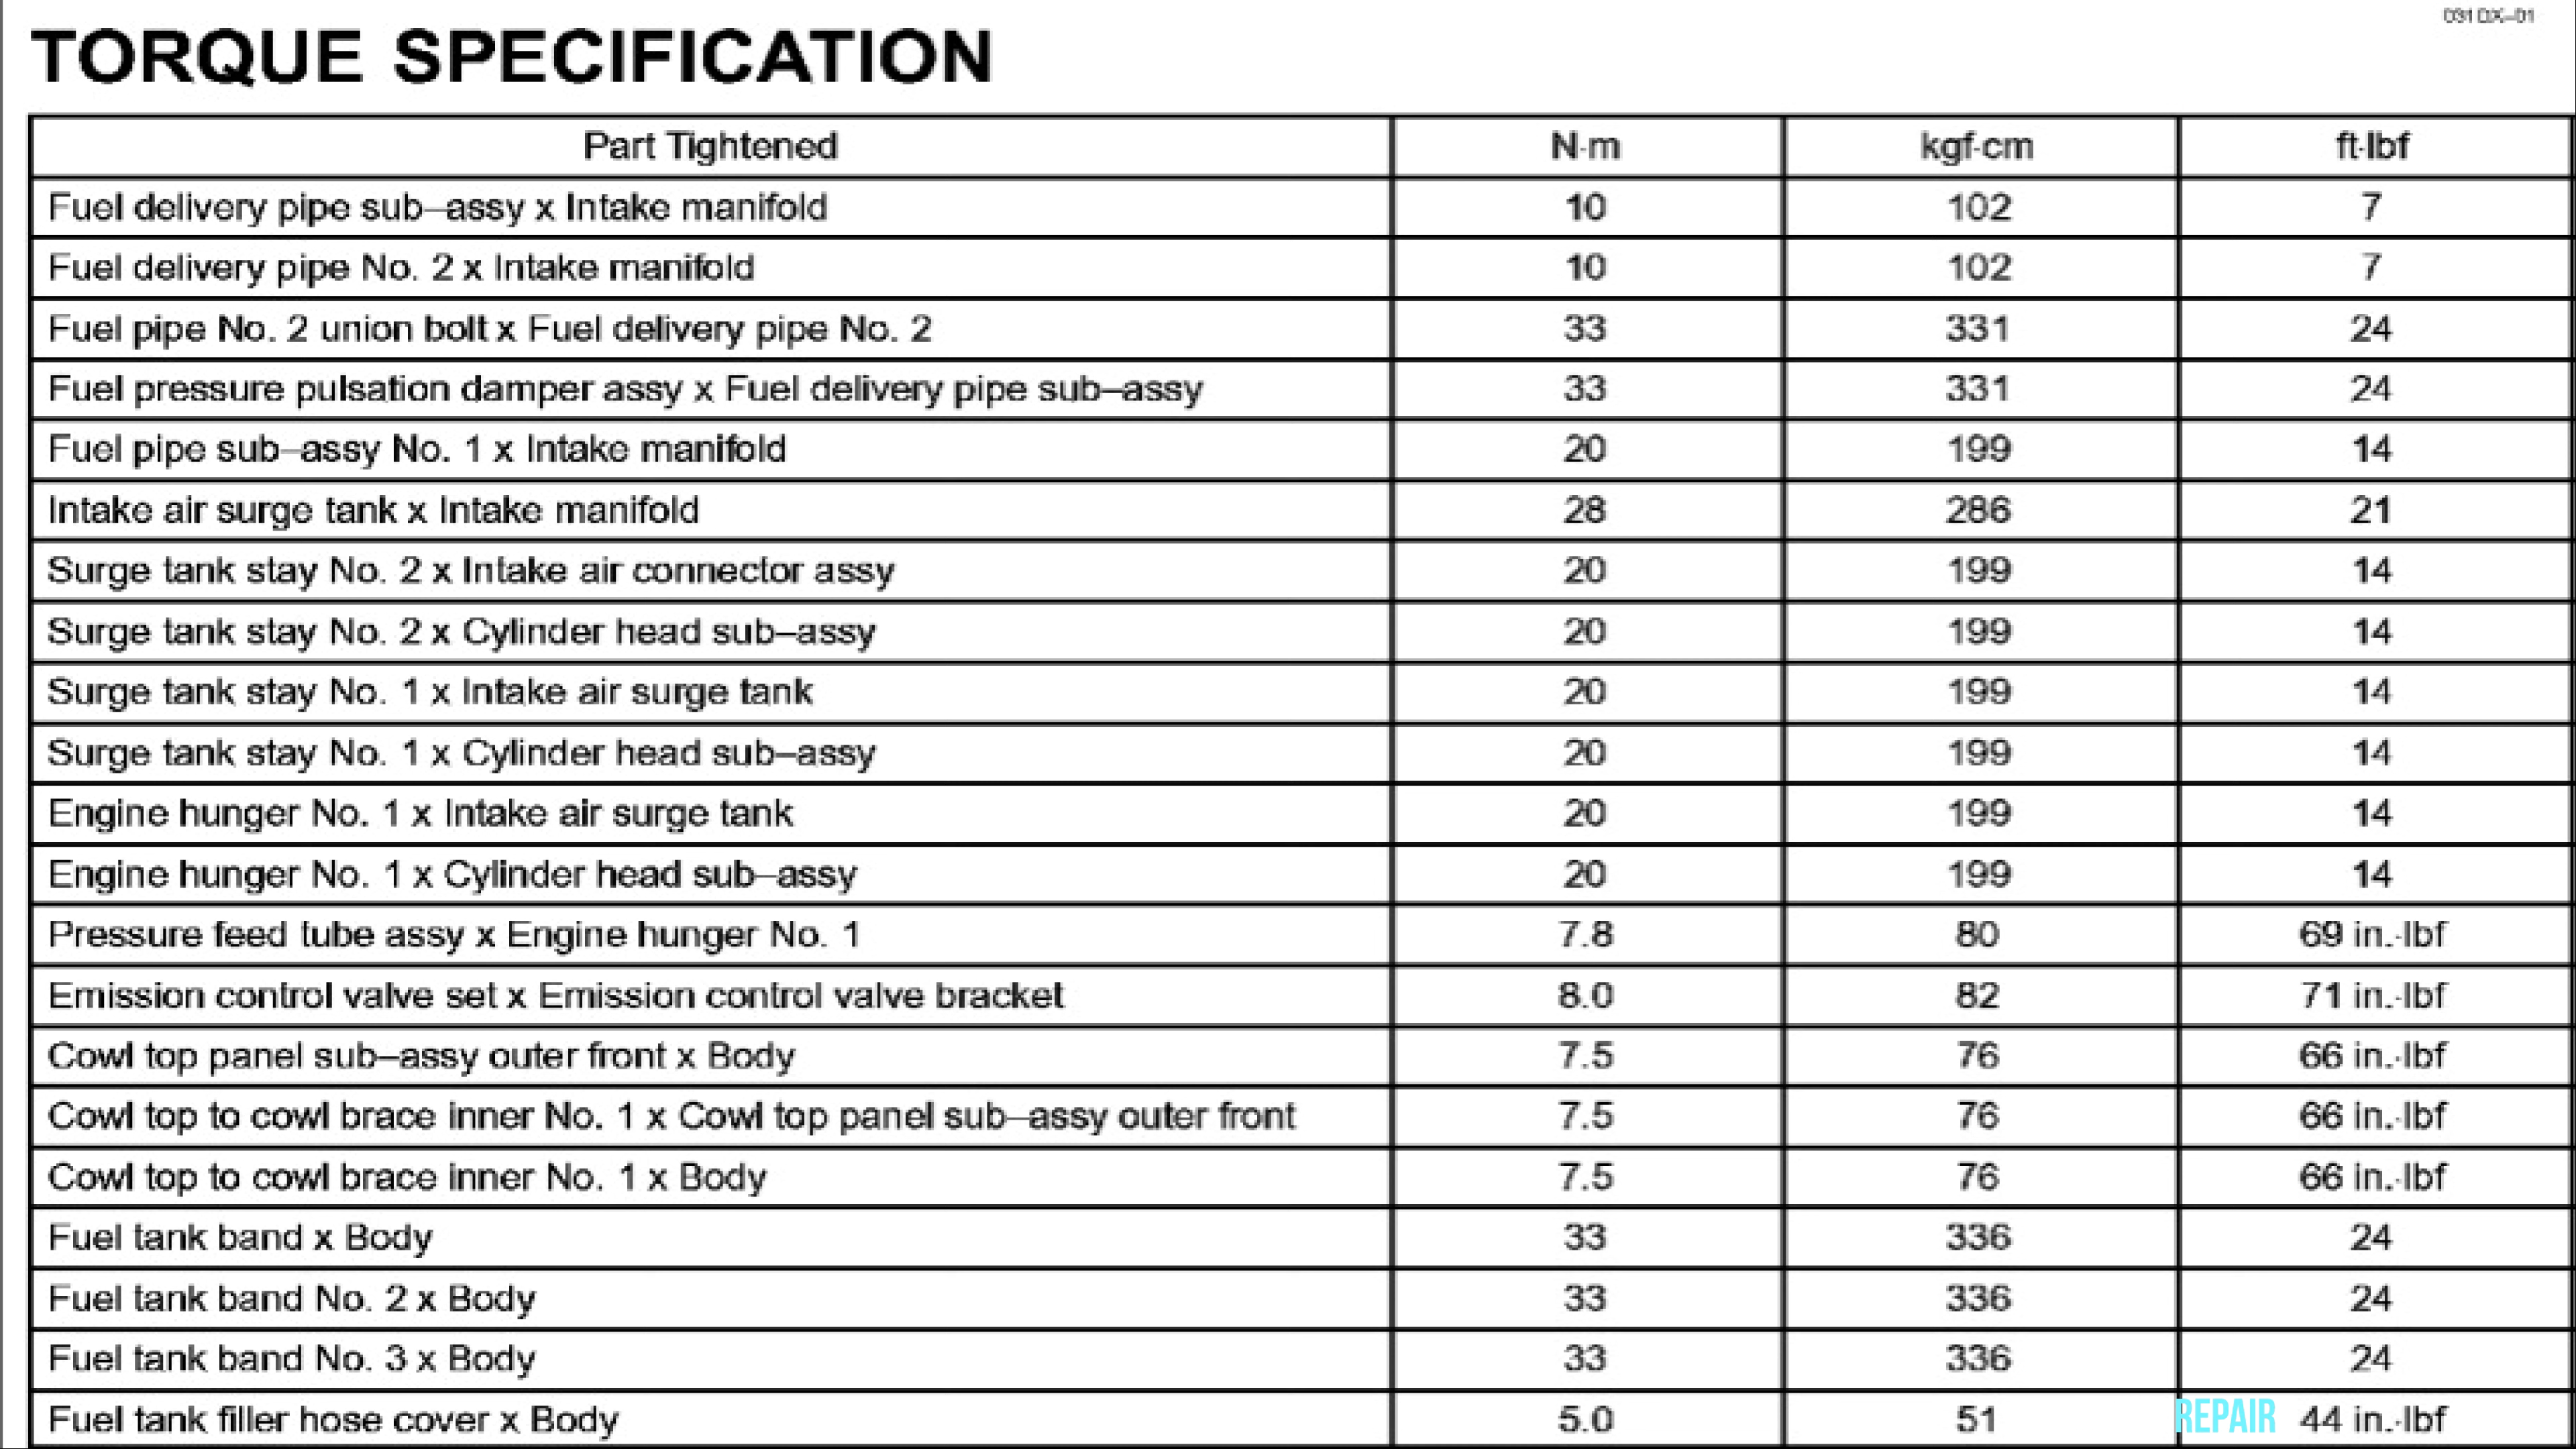 031DX–01
TORQUE SPECIFICATION
Part Tightened N·m kgf·cm ft·lbf
Fuel delivery pipe sub–assy x Intake manifold 10 102 7
Fuel delivery pipe No. 2 x Intake manifold 10 102 7
Fuel pipe No. 2 union bolt x Fuel delivery pipe No. 2 33 331 24
Fuel pressure pulsation damper assy x Fuel delivery pipe sub–assy 33 331 24
Fuel pipe sub–assy No. 1 x Intake manifold 20 199 14
Intake air surge tank x Intake manifold 28 286 21
Surge tank stay No. 2 x Intake air connector assy 20 199 14
Surge tank stay No. 2 x Cylinder head sub–assy 20 199 14
Surge tank stay No. 1 x Intake air surge tank 20 199 14
Surge tank stay No. 1 x Cylinder head sub–assy 20 199 14
Engine hunger No. 1 x Intake air surge tank 20 199 14
Engine hunger No. 1 x Cylinder head sub–assy 20 199 14
Pressure feed tube assy x Engine hunger No. 1 7.8 80 69 in.·lbf
Emission control valve set x Emission control valve bracket 8.0 82 71 in.·lbf
Cowl top panel sub–assy outer front x Body 7.5 76 66 in.·lbf
Cowl top to cowl brace inner No. 1 x Cowl top panel sub–assy outer front 7.5 76 66 in.·lbf
Cowl top to cowl brace inner No. 1 x Body 7.5 76 66 in.·lbf
Fuel tank band x Body 33 336 24
Fuel tank band No. 2 x Body 33 336 24
Fuel tank band No. 3 x Body 33 336 24
Fuel tank filler hose cover x Body 5.0 51 REPAIR 44 in.·lbf